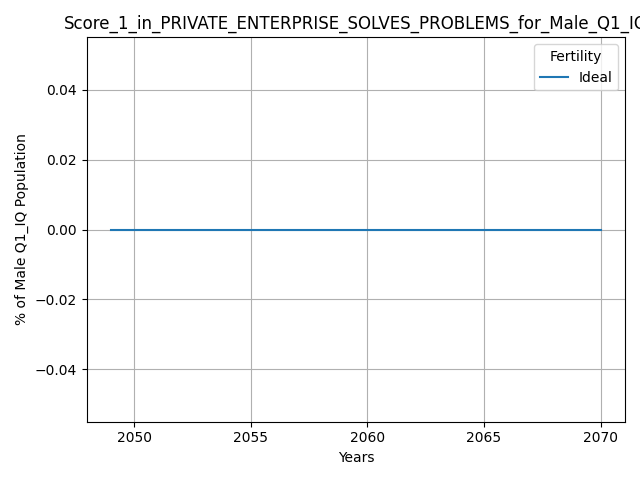 Score_1_in_PRIVATE_ENTERPRISE_SOLVES_PROBLEMS_for_Male_Q1_IQ
Fertility
Ideal
0.04
0.02
0.00
−0.02
−0.04
% of Male Q1_IQ Population
2050 2055 2060 2065 2070
Years